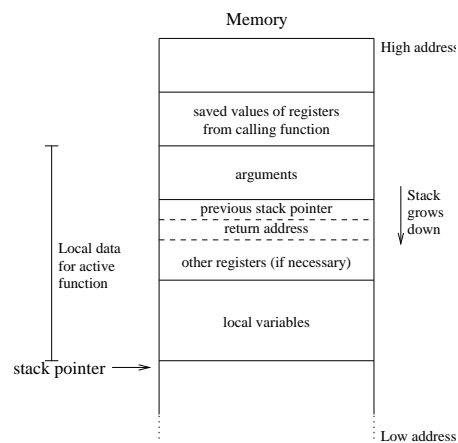 Memory
High address
saved values of registers
from calling function
arguments
previous stack pointer
return address
other registers (if necessary)
local variables
Local data
for active
function
Stack
grows
down
stack pointer
Low address